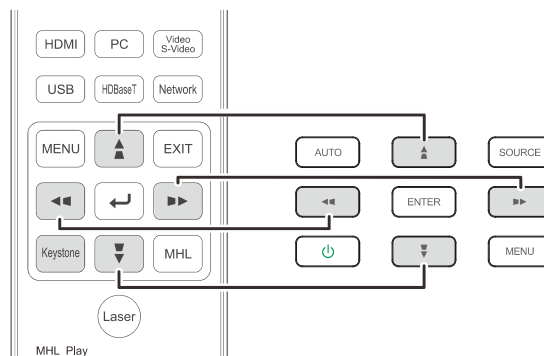 HDMI
PC
Video
S-Video
USB
HDBaseT
Network
MENU
EXIT
AUTO
SOURCE
ENTER
Keystone
MHL
MENU
Laser
MHL Play